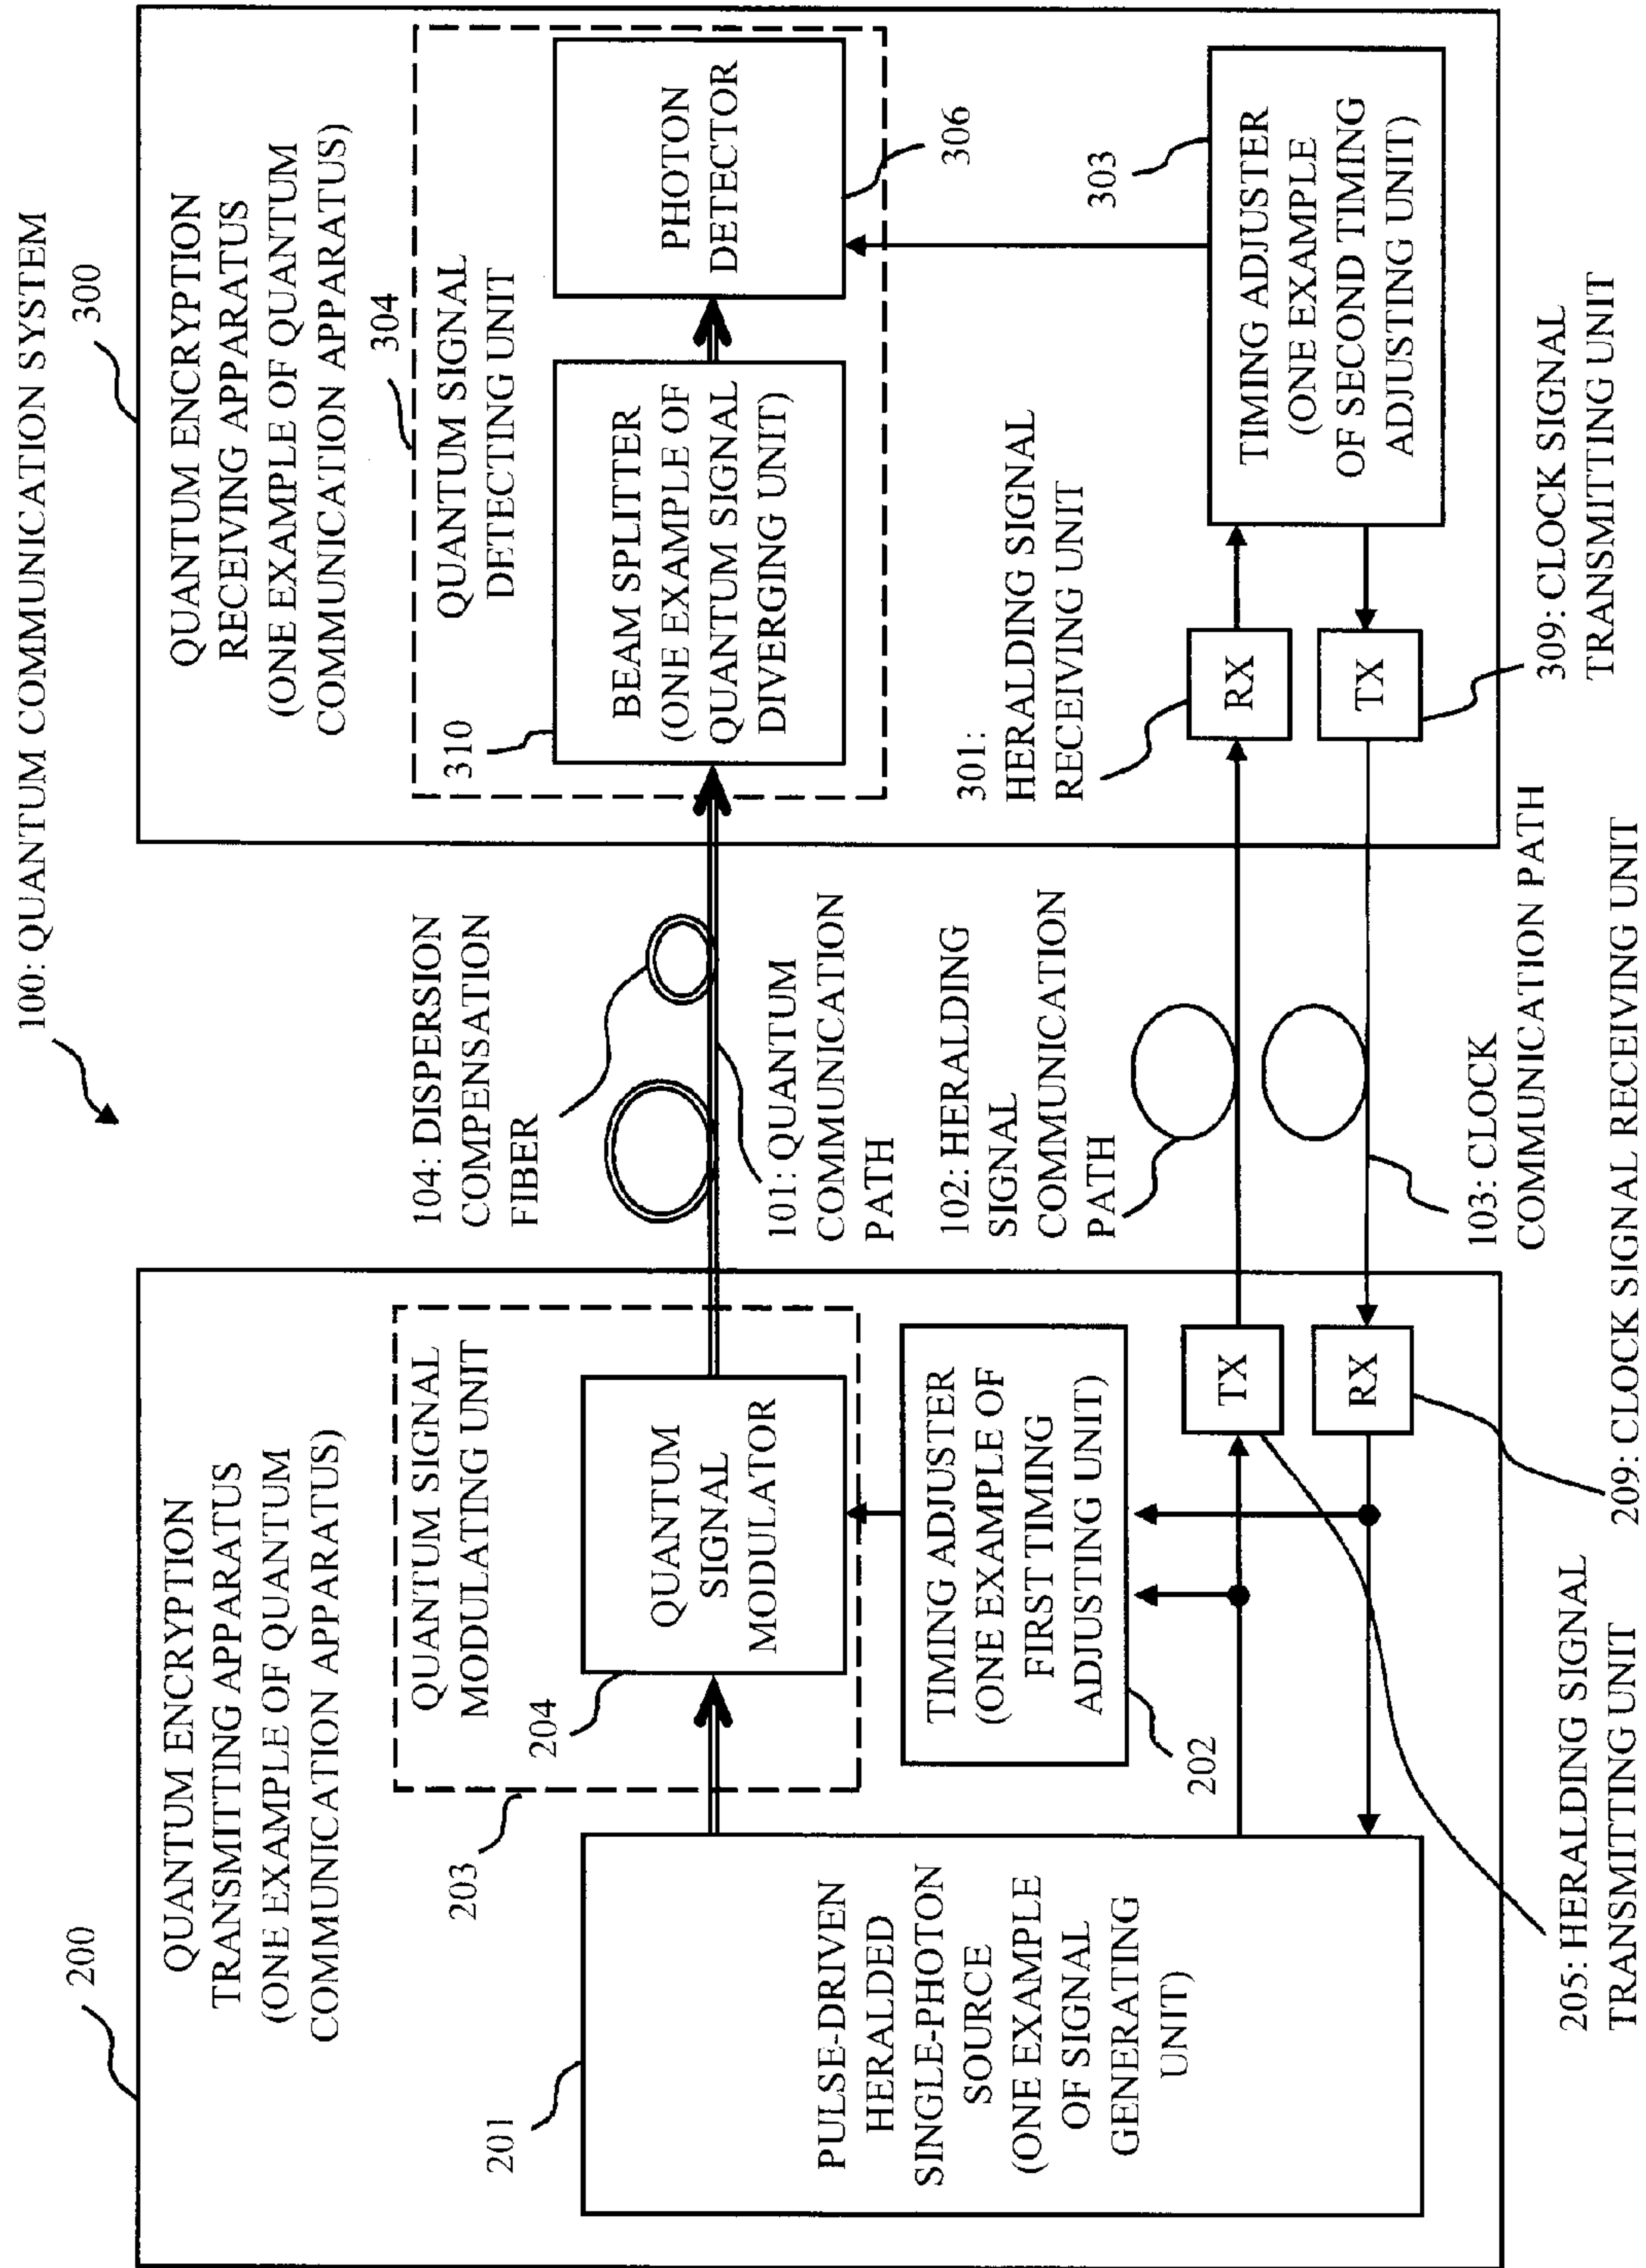 100: QUANTUM COMMUNICATION SYSTEM
200
QUANTUM ENCRYPTION
TRANSMITTING APPARATUS
(ONE EXAMPLE OF QUANTUM
COMMUNICATION APPARATUS)
201
PULSE-DRIVEN
HERALDED
SINGLE-PHOTON
SOURCE
(ONE EXAMPLE
OF SIGNAL
GENERATING
UNIT)
203
QUANTUM SIGNAL
MODULATING UNIT
204
QUANTUM
SIGNAL
MODULATOR
TIMING ADJUSTER
(ONE EXAMPLE OF
FIRST TIMING
ADJUSTING UNIT)
202
TX
RX
205: HERALDING SIGNAL
TRANSMITTING UNIT
209: CLOCK SIGNAL RECEIVING UNIT
104: DISPERSION
COMPENSATION
FIBER
101: QUANTUM
COMMUNICATION
PATH
102: HERALDING
SIGNAL
COMMUNICATION
PATH
103: CLOCK
COMMUNICATION PATH
300
QUANTUM ENCRYPTION
RECEIVING APPARATUS
(ONE EXAMPLE OF QUANTUM
COMMUNICATION APPARATUS)
304
QUANTUM SIGNAL
DETECTING UNIT
310
BEAM SPLITTER
(ONE EXAMPLE OF
QUANTUM SIGNAL
DIVERGING UNIT)
PHOTON
DETECTOR
306
301:
HERALDING SIGNAL
RECEIVING UNIT
RX
TX
303
TIMING ADJUSTER
(ONE EXAMPLE
OF SECOND TIMING
ADJUSTING UNIT)
309: CLOCK SIGNAL
TRANSMITTING UNIT